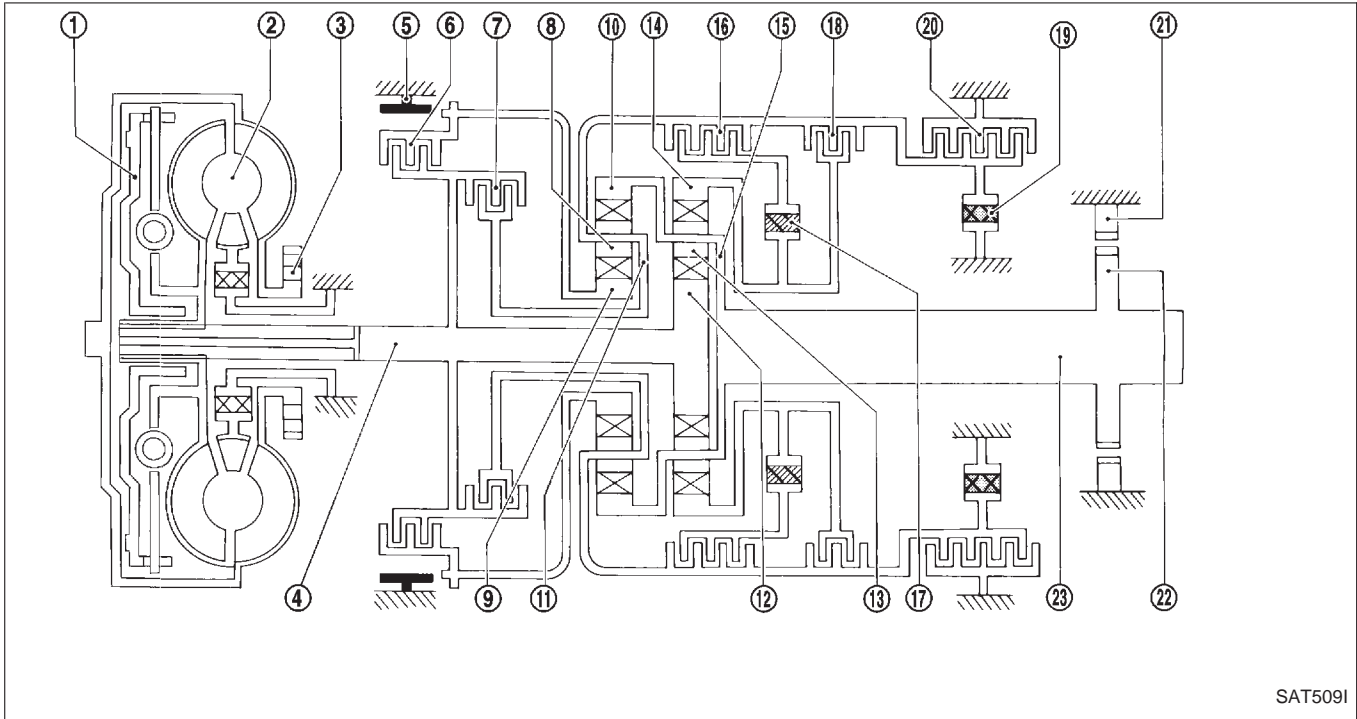 ① ② ③ ⑤ ⑥ ⑦ ⑧ ⑩ ⑭ ⑯ ⑮ ⑱ ⑳ ⑲ ㉑
④ ⑨ ⑪ ⑫ ⑬ ⑰ ㉓ ㉒
SAT509I